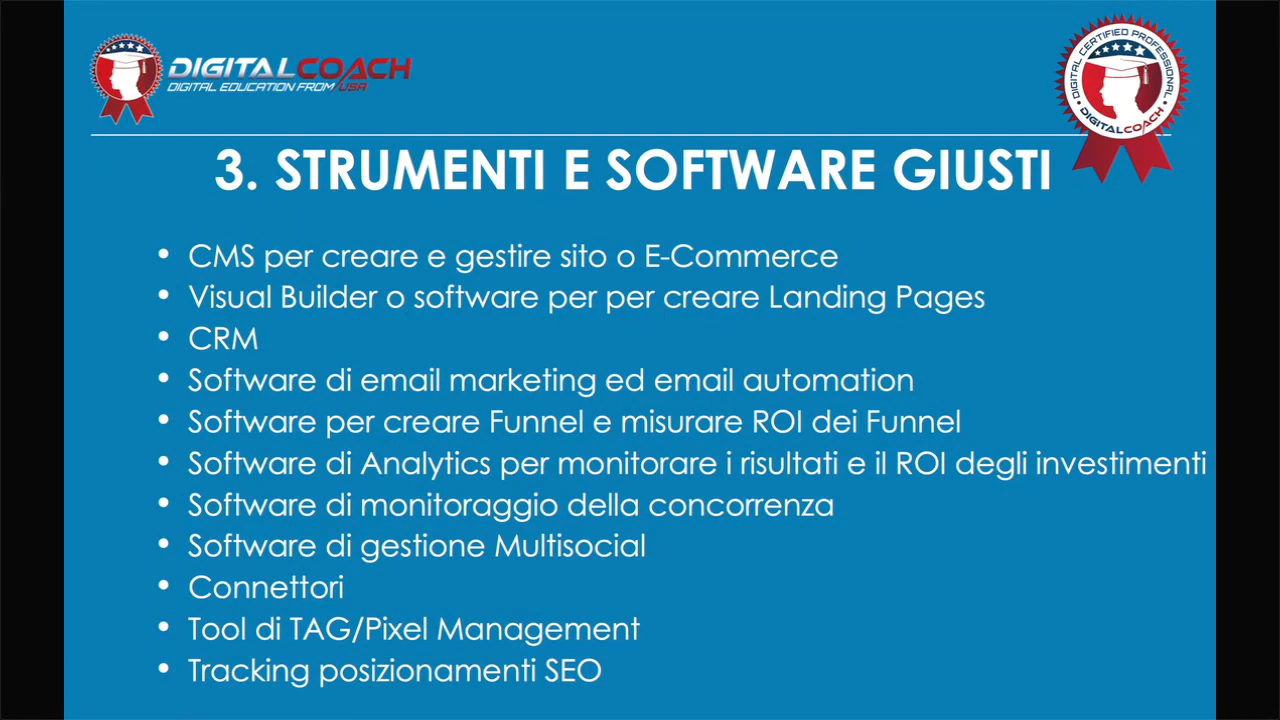 DIGITALCOACH
DIGITAL EDUCATION FROM USA
DIGITAL CERTIFIED PROFESSIONAL
DIGITALCOACH
3. STRUMENTI E SOFTWARE GIUSTI
• CMS per creare e gestire sito o E-Commerce
• Visual Builder o software per per creare Landing Pages
• CRM
• Software di email marketing ed email automation
• Software per creare Funnel e misurare ROI dei Funnel
• Software di Analytics per monitorare i risultati e il ROI degli investimenti
• Software di monitoraggio della concorrenza
• Software di gestione Multisocial
• Connettori
• Tool di TAG/Pixel Management
• Tracking posizionamenti SEO